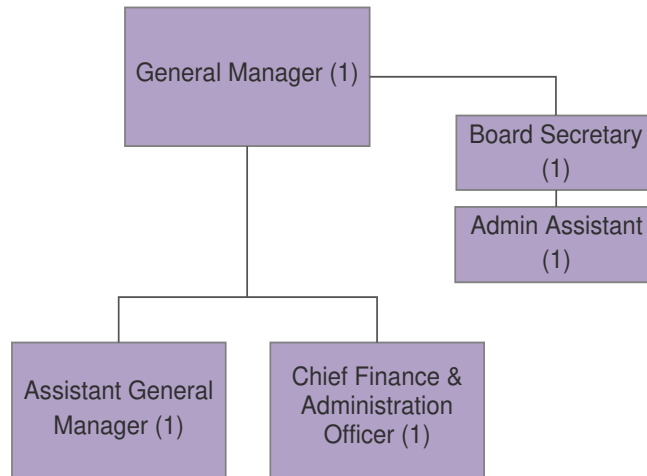 General Manager (1)
Board Secretary
(1)
Admin Assistant
(1)
Assistant General
Manager (1)
Chief Finance &
Administration
Officer (1)